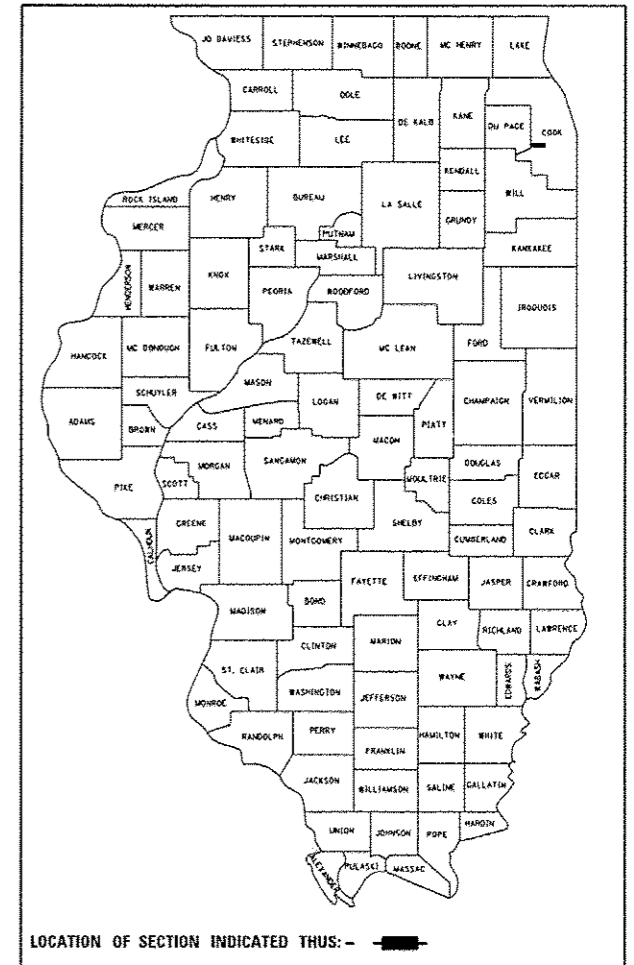 JO DAVIESS STEPHENSON WINNEBAGO BOONE MC HENRY LAKE
CARROLL OGLE DE KALB KANE DU PAGE COOK
WHITESIDE LEE
KENDALL WILL
ROCK ISLAND HENRY BUREAU LA SALLE GRUNDY
MERCER
PUTNAM
STARK MARSHALL KANKAKEE
HENDERSON WARREN KNOX PEORIA WOODFORD LIVINGSTON
IROQUOIS
TAZEWELL MC LEAN FORD
HANCOCK MC DONOUGH FULTON
MASON
SCHUYLER LOGAN DE WITT CHAMPAIGN VERMILION
ADAMS BROWN CASS MENARD PIATT
MACON
MORGAN SANGAMON DOUGLAS
PIKE SCOTT CHRISTIAN MOULTRIE EDGAR
COLES
CALHOUN GREENE MACOUPIN MONTGOMERY SHELBY
CUMBERLAND CLARK
JERSEY
FAYETTE EFFINGHAM JASPER CRAWFORD
MADISON BOND
CLAY RICHLAND LAWRENCE
CLINTON MARION
ST. CLAIR WAYNE EDWARDS WABASH
WASHINGTON JEFFERSON
MONROE
RANDOLPH PERRY HAMILTON WHITE
FRANKLIN
JACKSON WILLIAMSON SALINE GALLATIN
HARDIN
UNION JOHNSON POPE
ALEXANDER PULASKI MASSAC
LOCATION OF SECTION INDICATED THUS: -